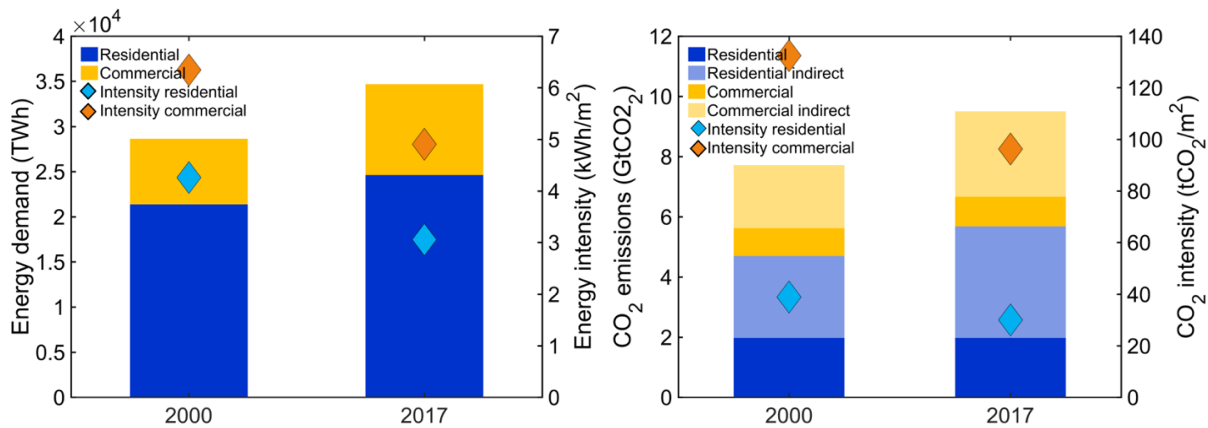 ×10⁴
4
3.5
3
2.5
2
1.5
1
0.5
0
Energy demand (TWh)
Residential
Commercial
Intensity residential
Intensity commercial
7
6
5
4
3
2
1
0
Energy intensity (kWh/m²)
2000
2017
12
10
8
6
4
2
0
CO₂ emissions (GtCO2₂)
Residential
Residential indirect
Commercial
Commercial indirect
Intensity residential
Intensity commercial
140
120
100
80
60
40
20
0
CO₂ intensity (tCO₂/m²)
2000
2017